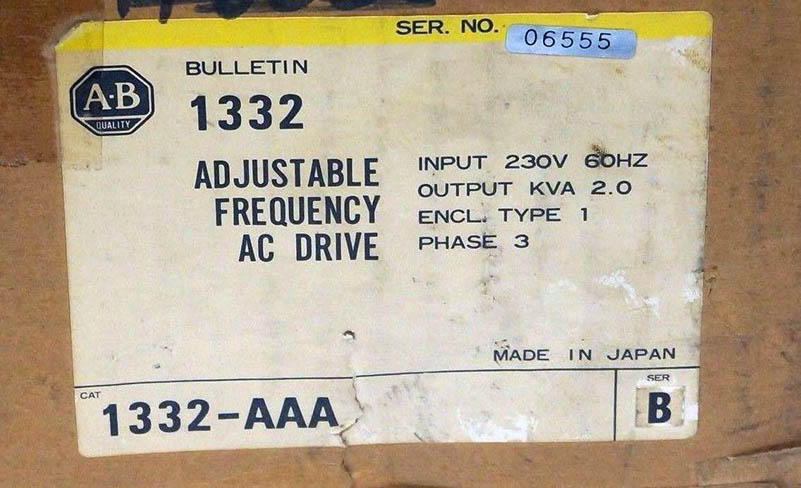 SER. NO. 06555
A·B
QUALITY
BULLETIN
1332
ADJUSTABLE
FREQUENCY
AC DRIVE
INPUT 230V 60HZ
OUTPUT KVA 2.0
ENCL. TYPE 1
PHASE 3
MADE IN JAPAN
CAT
1332-AAA
SER
B